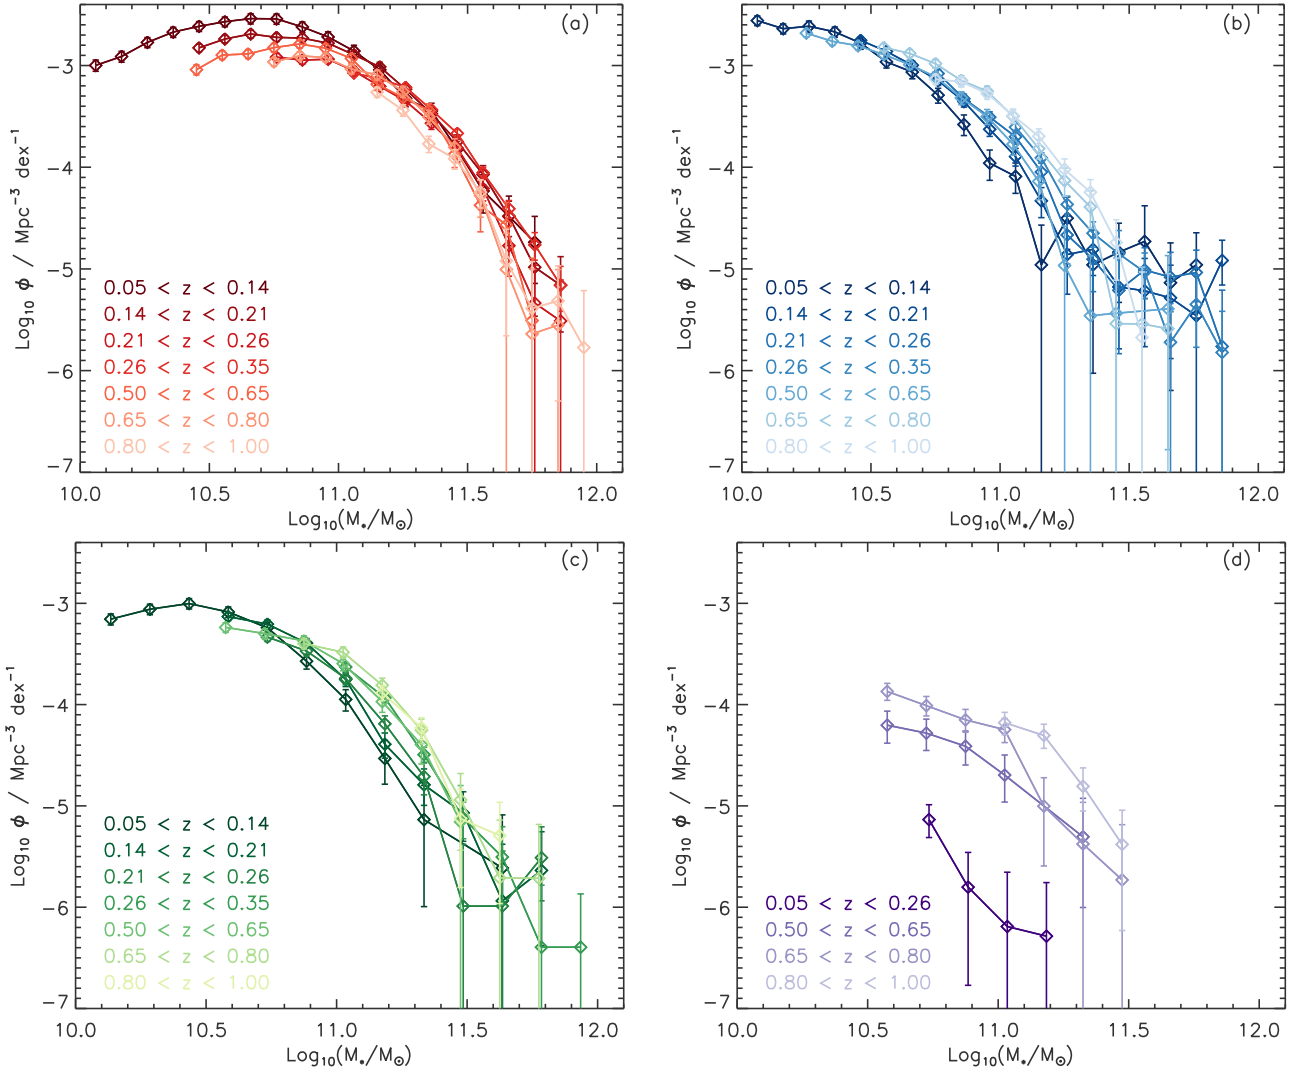 (a)
−3
−4
−5
−6
−7
Log₁₀ ϕ / Mpc⁻³ dex⁻¹
0.05 < z < 0.14
0.14 < z < 0.21
0.21 < z < 0.26
0.26 < z < 0.35
0.50 < z < 0.65
0.65 < z < 0.80
0.80 < z < 1.00
10.0 10.5 11.0 11.5 12.0
Log₁₀(M⁎/M⊙)
(b)
−3
−4
−5
−6
−7
Log₁₀ ϕ / Mpc⁻³ dex⁻¹
0.05 < z < 0.14
0.14 < z < 0.21
0.21 < z < 0.26
0.26 < z < 0.35
0.50 < z < 0.65
0.65 < z < 0.80
0.80 < z < 1.00
10.0 10.5 11.0 11.5 12.0
Log₁₀(M⁎/M⊙)
(c)
−3
−4
−5
−6
−7
Log₁₀ ϕ / Mpc⁻³ dex⁻¹
0.05 < z < 0.14
0.14 < z < 0.21
0.21 < z < 0.26
0.26 < z < 0.35
0.50 < z < 0.65
0.65 < z < 0.80
0.80 < z < 1.00
10.0 10.5 11.0 11.5 12.0
Log₁₀(M⁎/M⊙)
(d)
−3
−4
−5
−6
−7
Log₁₀ ϕ / Mpc⁻³ dex⁻¹
0.05 < z < 0.26
0.50 < z < 0.65
0.65 < z < 0.80
0.80 < z < 1.00
10.0 10.5 11.0 11.5 12.0
Log₁₀(M⁎/M⊙)